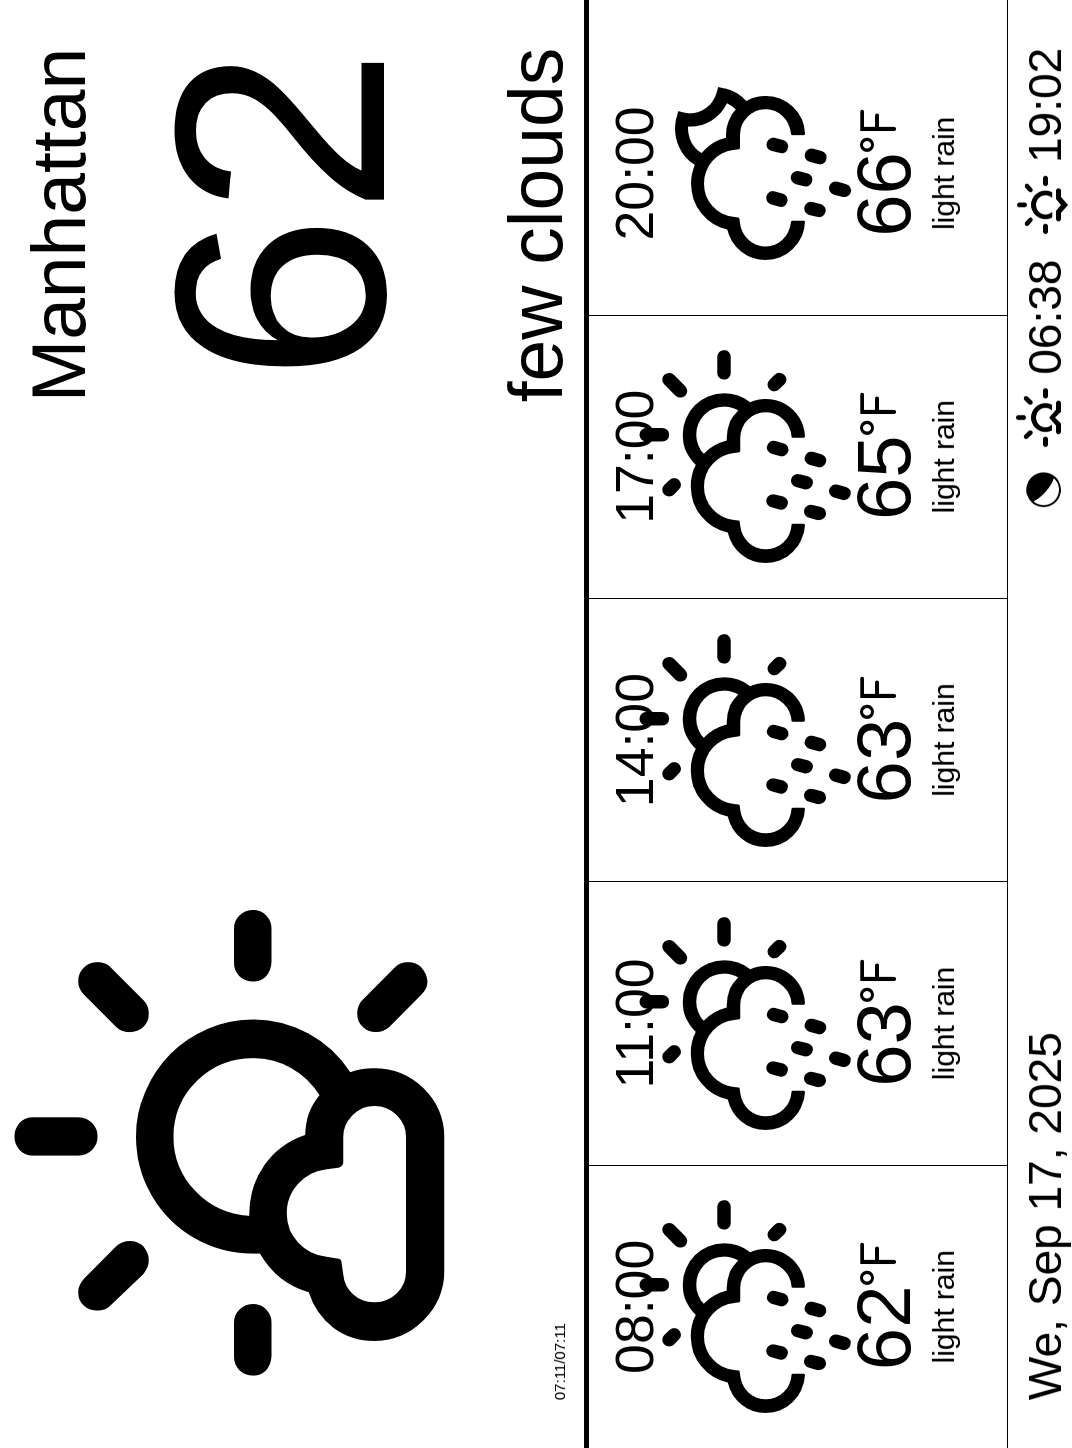 Manhattan
62
few clouds
07:11/07:11
08:00 11:00 14:00 17:00 20:00
62°F 63°F 63°F 65°F 66°F
light rain light rain light rain light rain light rain
We, Sep 17, 2025 06:38 19:02